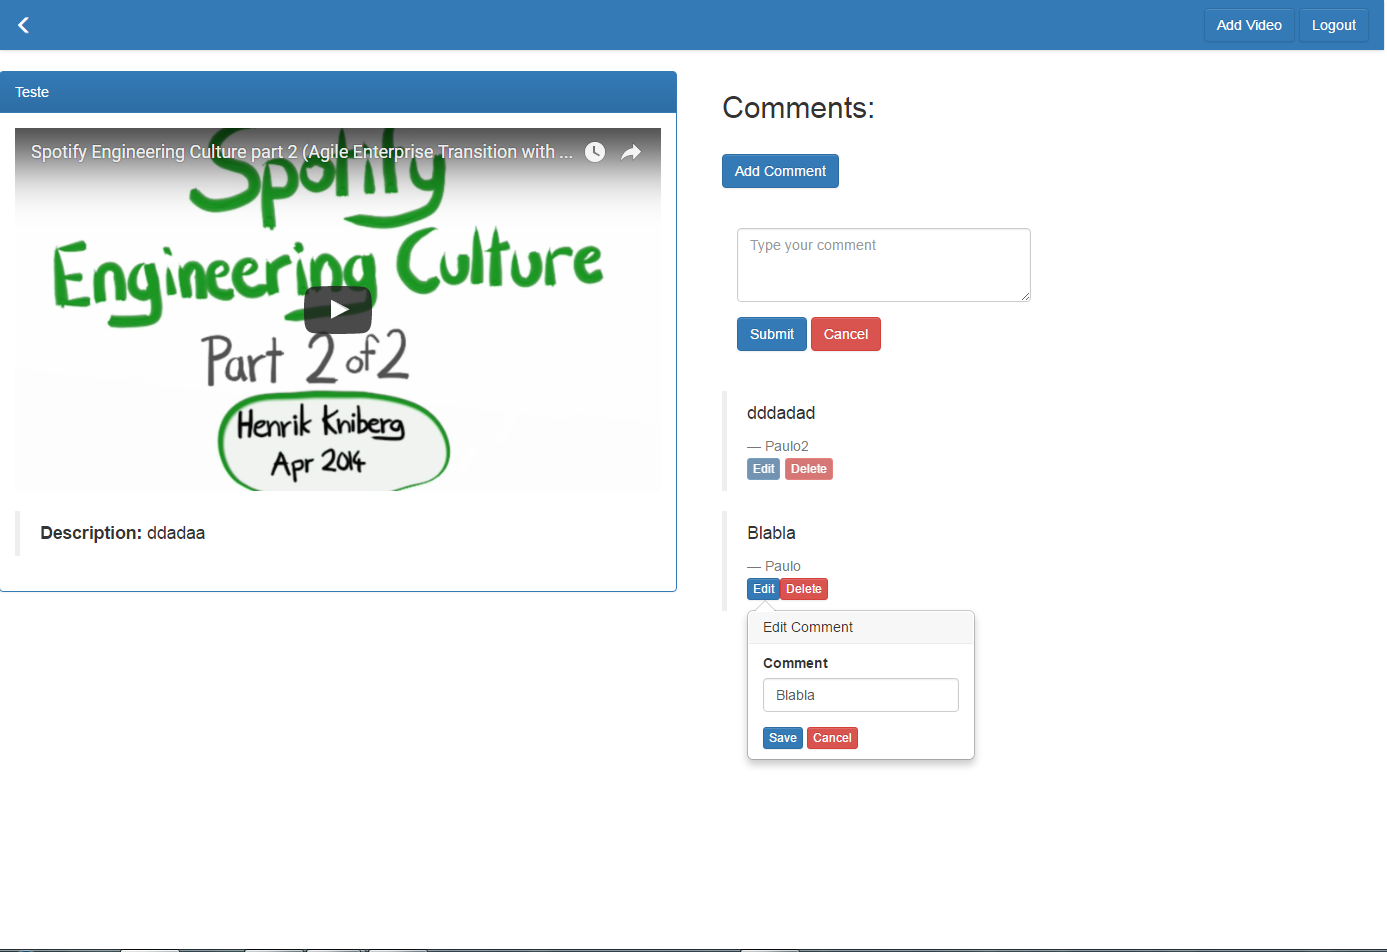 Add Video Logout
Teste
Spotify Engineering Culture part 2 (Agile Enterprise Transition with ...
Spotify
Engineering Culture
Part 2 of 2
Henrik Kniberg
Apr 2014
Description: ddadaa
Comments:
Add Comment
Type your comment
Submit Cancel
dddadad
— Paulo2
Edit Delete
Blabla
— Paulo
Edit Delete
Edit Comment
Comment
Blabla
Save Cancel